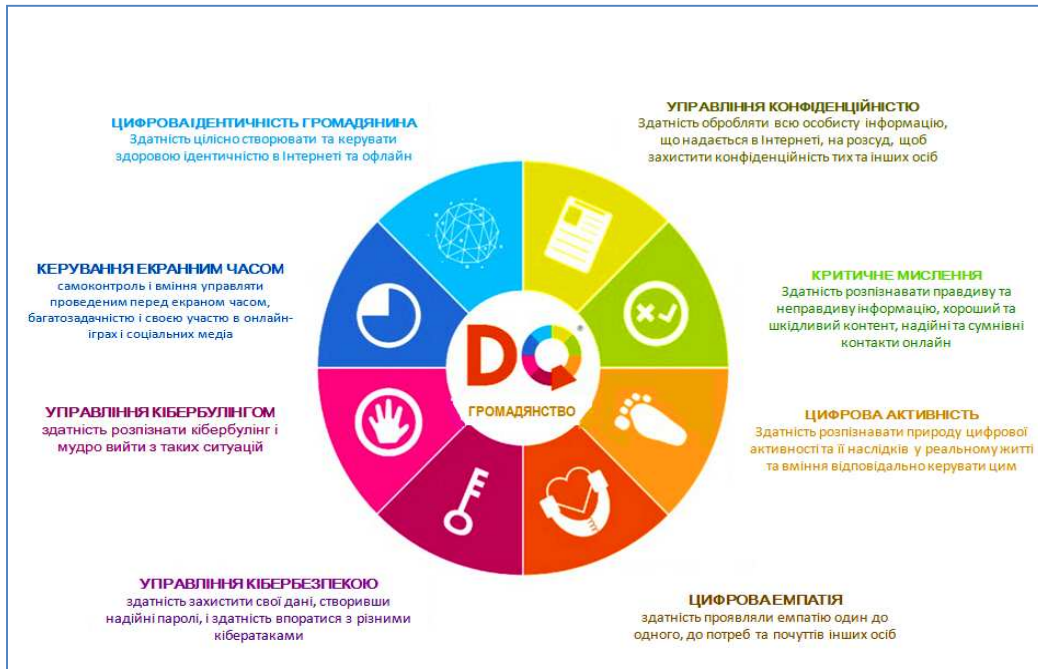 ЦИФРОВА ІДЕНТИЧНІСТЬ ГРОМАДЯНИНА
Здатність цілісно створювати та керувати
здоровою ідентичністю в Інтернеті та офлайн
УПРАВЛІННЯ КОНФІДЕНЦІЙНІСТЮ
Здатність обробляти всю особисту інформацію,
що надається в Інтернеті, на розсуд, щоб
захистити конфіденційність тих та інших осіб
КЕРУВАННЯ ЕКРАННИМ ЧАСОМ
самоконтроль і вміння управляти
проведеним перед екраном часом,
багатозадачністю і своєю участю в онлайн-
іграх і соціальних медіа
КРИТИЧНЕ МИСЛЕННЯ
Здатність розпізнавати правдиву та
неправдиву інформацію, хороший та
шкідливий контент, надійні та сумнівні
контакти онлайн
DQ®
ГРОМАДЯНСТВО
УПРАВЛІННЯ КІБЕРБУЛІНГОМ
здатність розпізнати кібербулінг і
мудро вийти з таких ситуацій
ЦИФРОВА АКТИВНІСТЬ
Здатність розпізнавати природу цифрової
активності та її наслідків у реальному житті
та вміння відповідально керувати цим
УПРАВЛІННЯ КІБЕРБЕЗПЕКОЮ
здатність захистити свої дані, створивши
надійні паролі, і здатність впоратися з різними
кібератаками
ЦИФРОВА ЕМПАТІЯ
здатність проявляли емпатію один до
одного, до потреб та почуттів інших осіб